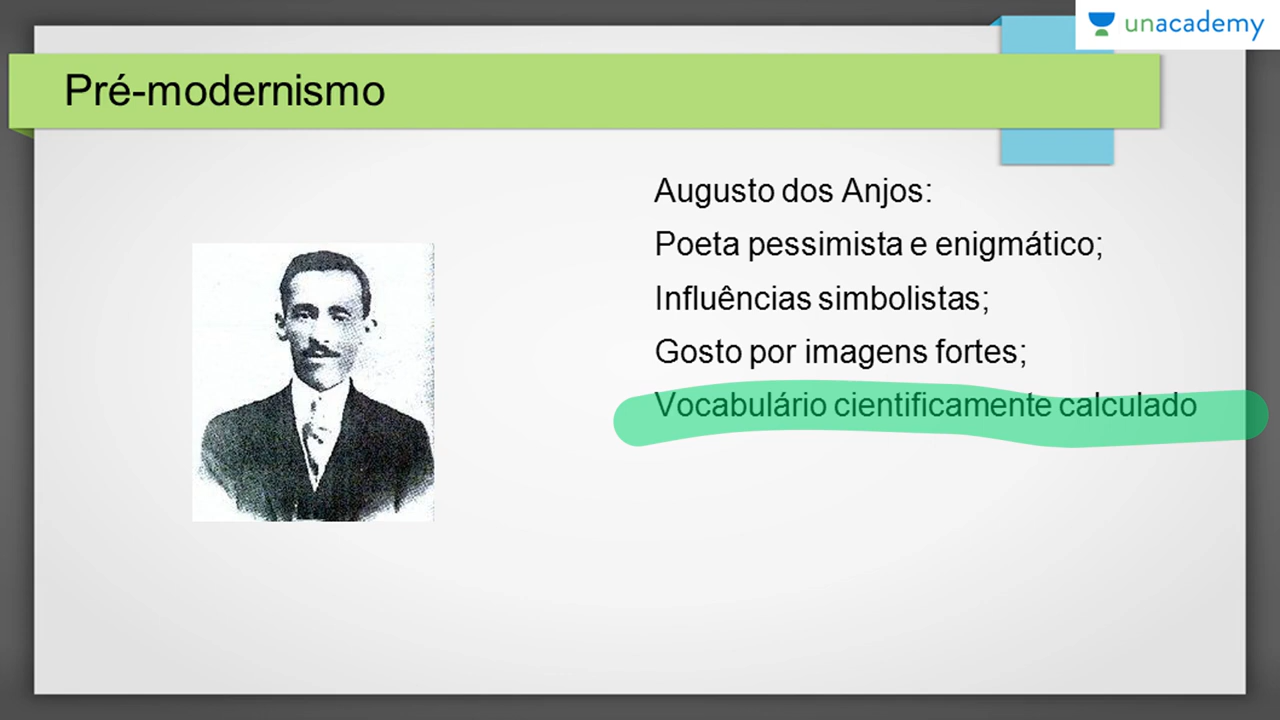 unacademy
Pré-modernismo
Augusto dos Anjos:
Poeta pessimista e enigmático;
Influências simbolistas;
Gosto por imagens fortes;
Vocabulário cientificamente calculado